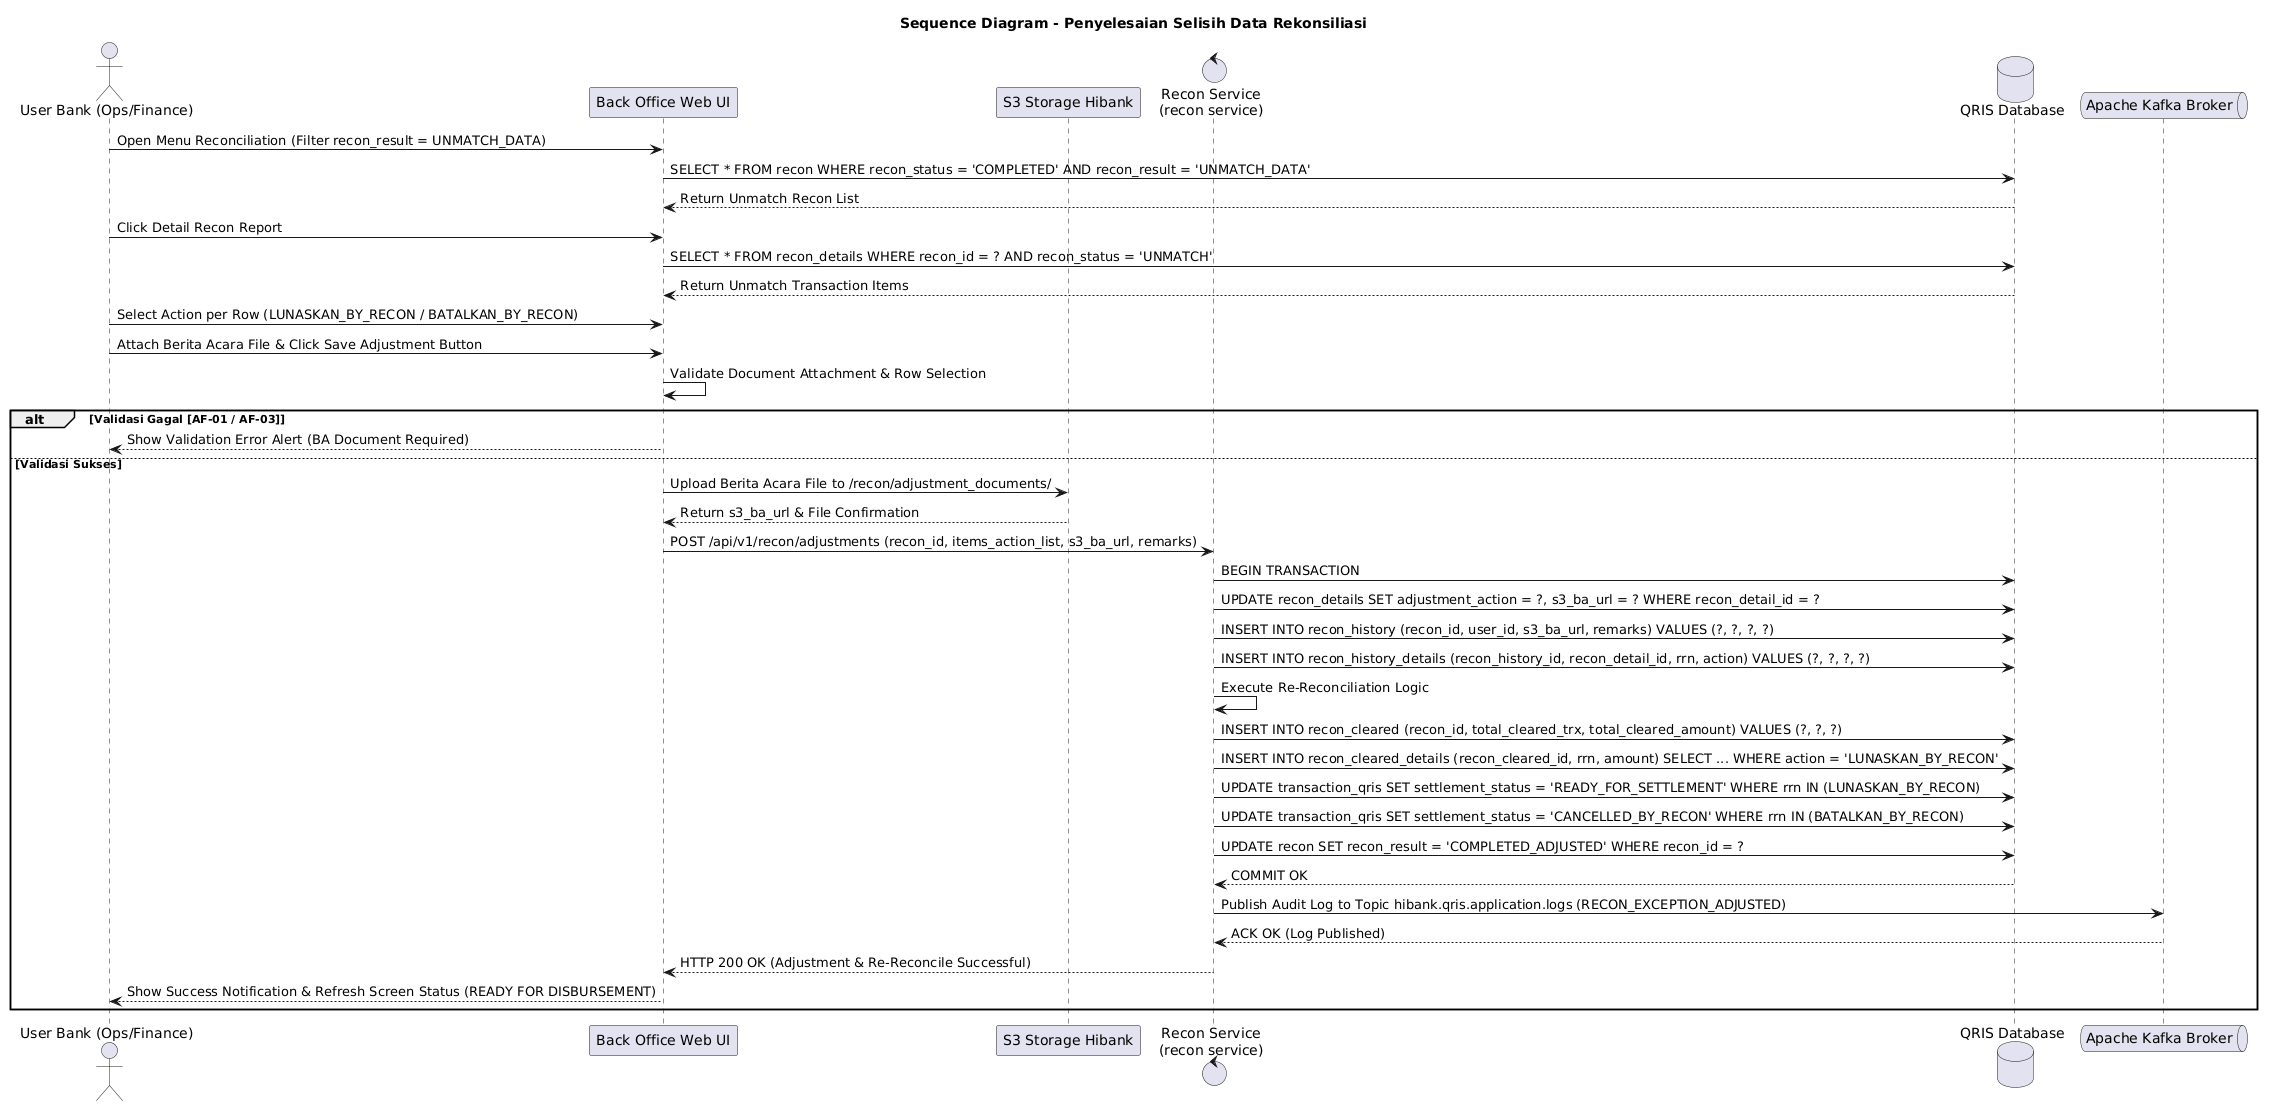 Sequence Diagram - Penyelesaian Selisih Data Rekonsiliasi
User Bank (Ops/Finance)
Back Office Web UI
S3 Storage Hibank
Recon Service
(recon service)
QRIS Database
Apache Kafka Broker
Open Menu Reconciliation (Filter recon_result = UNMATCH_DATA)
SELECT * FROM recon WHERE recon_status = 'COMPLETED' AND recon_result = 'UNMATCH_DATA'
Return Unmatch Recon List
Click Detail Recon Report
SELECT * FROM recon_details WHERE recon_id = ? AND recon_status = 'UNMATCH'
Return Unmatch Transaction Items
Select Action per Row (LUNASKAN_BY_RECON / BATALKAN_BY_RECON)
Attach Berita Acara File & Click Save Adjustment Button
Validate Document Attachment & Row Selection
alt [Validasi Gagal [AF-01 / AF-03]]
Show Validation Error Alert (BA Document Required)
[Validasi Sukses]
Upload Berita Acara File to /recon/adjustment_documents/
Return s3_ba_url & File Confirmation
POST /api/v1/recon/adjustments (recon_id, items_action_list, s3_ba_url, remarks)
BEGIN TRANSACTION
UPDATE recon_details SET adjustment_action = ?, s3_ba_url = ? WHERE recon_detail_id = ?
INSERT INTO recon_history (recon_id, user_id, s3_ba_url, remarks) VALUES (?, ?, ?, ?)
INSERT INTO recon_history_details (recon_history_id, recon_detail_id, rrn, action) VALUES (?, ?, ?, ?)
Execute Re-Reconciliation Logic
INSERT INTO recon_cleared (recon_id, total_cleared_trx, total_cleared_amount) VALUES (?, ?, ?)
INSERT INTO recon_cleared_details (recon_cleared_id, rrn, amount) SELECT ... WHERE action = 'LUNASKAN_BY_RECON'
UPDATE transaction_qris SET settlement_status = 'READY_FOR_SETTLEMENT' WHERE rrn IN (LUNASKAN_BY_RECON)
UPDATE transaction_qris SET settlement_status = 'CANCELLED_BY_RECON' WHERE rrn IN (BATALKAN_BY_RECON)
UPDATE recon SET recon_result = 'COMPLETED_ADJUSTED' WHERE recon_id = ?
COMMIT OK
Publish Audit Log to Topic hibank.qris.application.logs (RECON_EXCEPTION_ADJUSTED)
ACK OK (Log Published)
HTTP 200 OK (Adjustment & Re-Reconcile Successful)
Show Success Notification & Refresh Screen Status (READY FOR DISBURSEMENT)
User Bank (Ops/Finance)
Back Office Web UI
S3 Storage Hibank
Recon Service
(recon service)
QRIS Database
Apache Kafka Broker